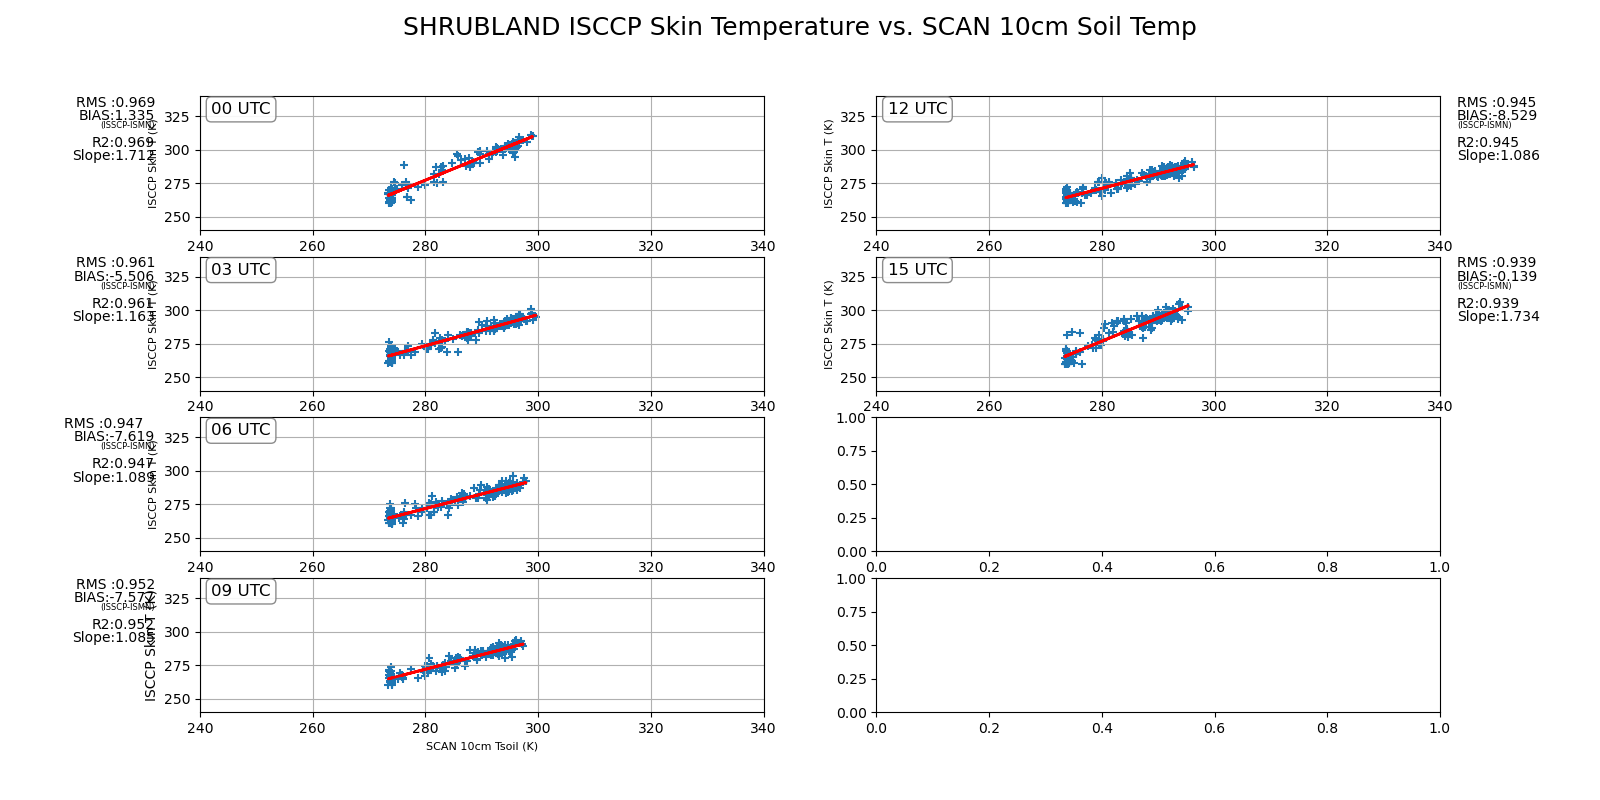 SHRUBLAND ISCCP Skin Temperature vs. SCAN 10cm Soil Temp
RMS :0.969
BIAS:1.335
(ISSCP-ISMN)
R2:0.969
Slope:1.712
ISCCP Skin T (K)
00 UTC
325
300
275
250
240 260 280 300 320 340
RMS :0.961
BIAS:-5.506
(ISSCP-ISMN)
R2:0.961
Slope:1.163
ISCCP Skin T (K)
03 UTC
325
300
275
250
240 260 280 300 320 340
RMS :0.947
BIAS:-7.619
(ISSCP-ISMN)
R2:0.947
Slope:1.089
ISCCP Skin T (K)
06 UTC
325
300
275
250
240 260 280 300 320 340
RMS :0.952
BIAS:-7.572
(ISSCP-ISMN)
R2:0.952
Slope:1.085
ISCCP Skin T (K)
09 UTC
325
300
275
250
240 260 280 300 320 340
SCAN 10cm Tsoil (K)
ISCCP Skin T (K)
12 UTC
325
300
275
250
240 260 280 300 320 340
RMS :0.945
BIAS:-8.529
(ISSCP-ISMN)
R2:0.945
Slope:1.086
ISCCP Skin T (K)
15 UTC
325
300
275
250
240 260 280 300 320 340
RMS :0.939
BIAS:-0.139
(ISSCP-ISMN)
R2:0.939
Slope:1.734
1.00
0.75
0.50
0.25
0.00
0.0 0.2 0.4 0.6 0.8 1.0
1.00
0.75
0.50
0.25
0.00
0.0 0.2 0.4 0.6 0.8 1.0